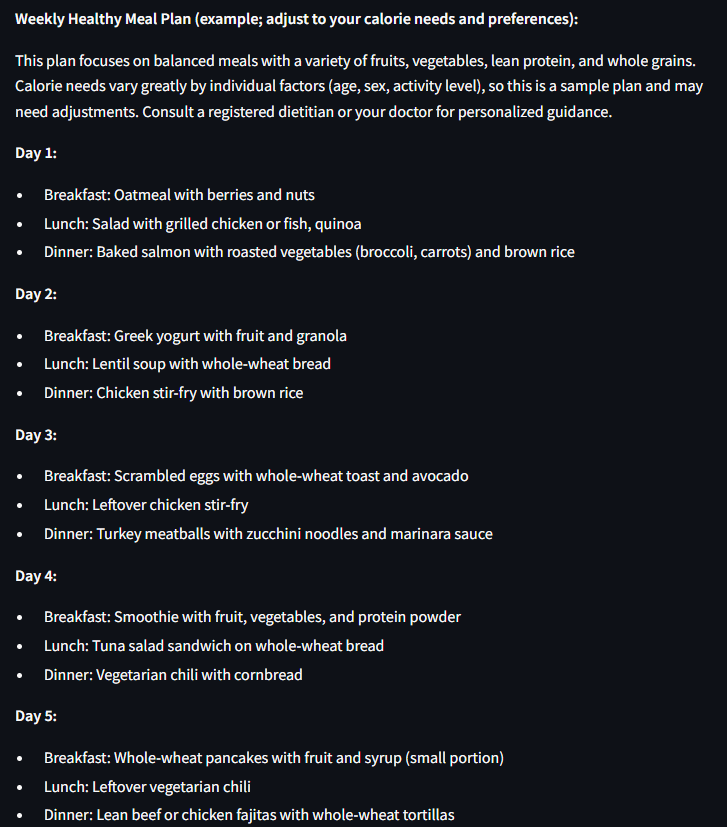 Weekly Healthy Meal Plan (example; adjust to your calorie needs and preferences):
This plan focuses on balanced meals with a variety of fruits, vegetables, lean protein, and whole grains.
Calorie needs vary greatly by individual factors (age, sex, activity level), so this is a sample plan and may
need adjustments. Consult a registered dietitian or your doctor for personalized guidance.
Day 1:
• Breakfast: Oatmeal with berries and nuts
• Lunch: Salad with grilled chicken or fish, quinoa
• Dinner: Baked salmon with roasted vegetables (broccoli, carrots) and brown rice
Day 2:
• Breakfast: Greek yogurt with fruit and granola
• Lunch: Lentil soup with whole-wheat bread
• Dinner: Chicken stir-fry with brown rice
Day 3:
• Breakfast: Scrambled eggs with whole-wheat toast and avocado
• Lunch: Leftover chicken stir-fry
• Dinner: Turkey meatballs with zucchini noodles and marinara sauce
Day 4:
• Breakfast: Smoothie with fruit, vegetables, and protein powder
• Lunch: Tuna salad sandwich on whole-wheat bread
• Dinner: Vegetarian chili with cornbread
Day 5:
• Breakfast: Whole-wheat pancakes with fruit and syrup (small portion)
• Lunch: Leftover vegetarian chili
• Dinner: Lean beef or chicken fajitas with whole-wheat tortillas